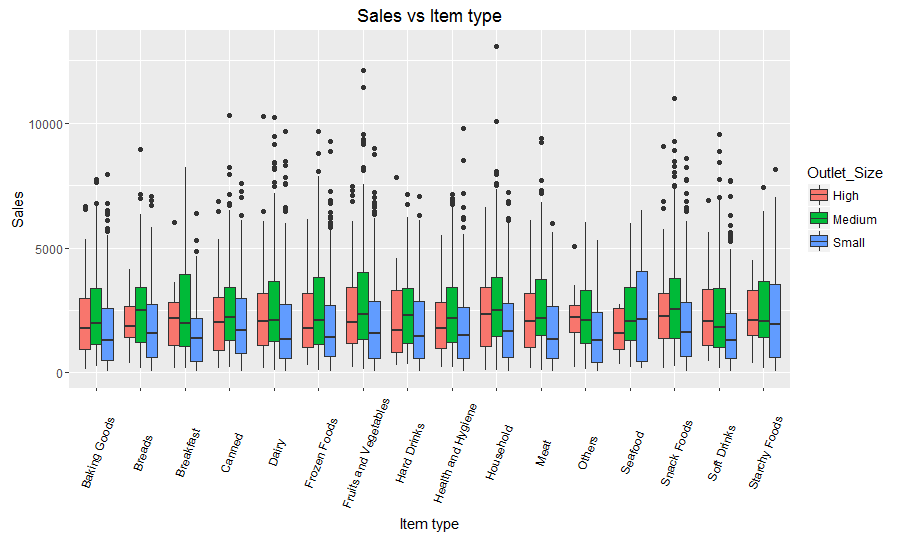 Sales vs Item type
Sales
10000
5000
0
Baking Goods
Breads
Breakfast
Canned
Dairy
Frozen Foods
Fruits and Vegetables
Hard Drinks
Health and Hygiene
Household
Meat
Others
Seafood
Snack Foods
Soft Drinks
Starchy Foods
Item type
Outlet_Size
High
Medium
Small